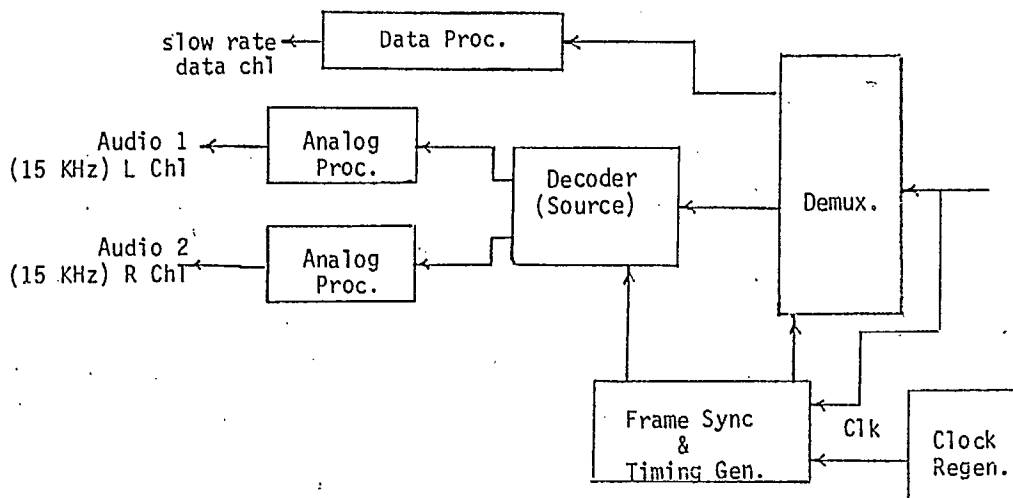 slow rate
data chl
Data Proc.
Audio 1
(15 KHz) L Chl
Analog
Proc.
Decoder
(Source)
Demux.
Audio 2
(15 KHz) R Chl
Analog
Proc.
Frame Sync
&
Timing Gen.
Clk
Clock
Regen.